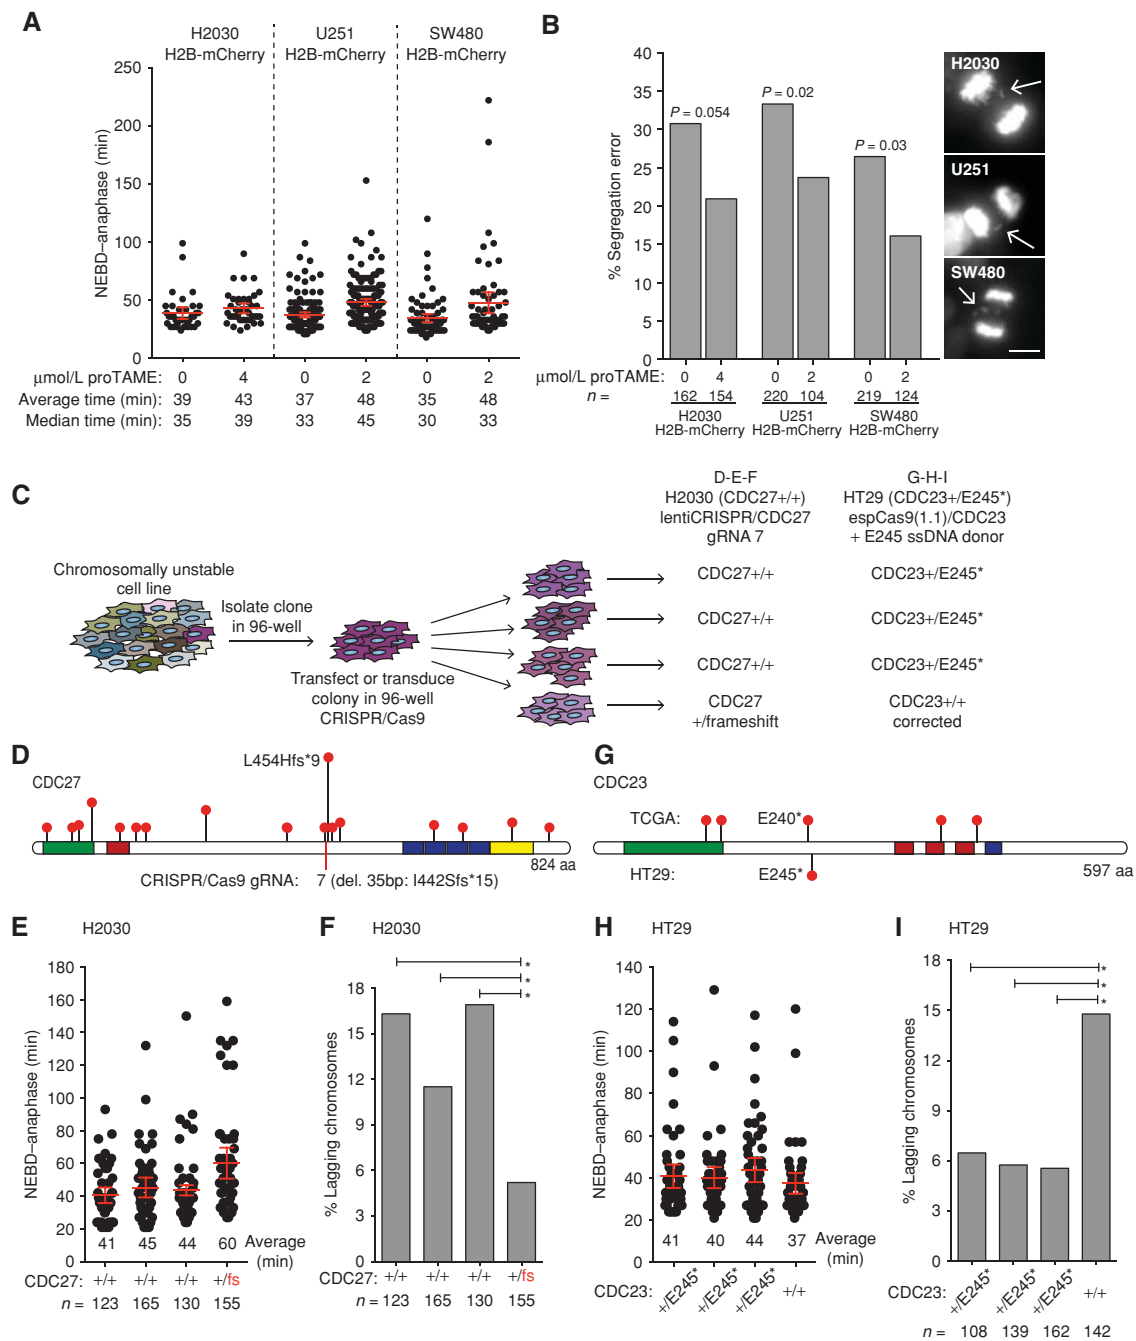 A
H2030
H2B-mCherry
U251
H2B-mCherry
SW480
H2B-mCherry
NEBD–anaphase (min)
250
200
150
100
50
0
μmol/L proTAME: 0 4 0 2 0 2
Average time (min): 39 43 37 48 35 48
Median time (min): 35 39 33 45 30 33
B
% Segregation error
40
35
30
25
20
15
10
5
0
P = 0.054
P = 0.02
P = 0.03
μmol/L proTAME: 0 4 0 2 0 2
n = 162 154 220 104 219 124
H2030
H2B-mCherry
U251
H2B-mCherry
SW480
H2B-mCherry
H2030
U251
SW480
C
Chromosomally unstable
cell line
Isolate clone
in 96-well
Transfect or transduce
colony in 96-well
CRISPR/Cas9
D-E-F
H2030 (CDC27+/+)
lentiCRISPR/CDC27
gRNA 7
G-H-I
HT29 (CDC23+/E245*)
espCas9(1.1)/CDC23
+ E245 ssDNA donor
CDC27+/+ CDC23+/E245*
CDC27+/+ CDC23+/E245*
CDC27+/+ CDC23+/E245*
CDC27
+/frameshift
CDC23+/+
corrected
D
CDC27
L454Hfs*9
824 aa
CRISPR/Cas9 gRNA: 7 (del. 35bp: I442Sfs*15)
G
CDC23
TCGA: E240*
HT29: E245*
597 aa
E
H2030
NEBD–anaphase (min)
180
160
140
120
100
80
60
40
20
0
41 45 44 60 Average
(min)
CDC27: +/+ +/+ +/+ +/fs
n = 123 165 130 155
F
H2030
% Lagging chromosomes
18
15
12
9
6
3
0
*
*
*
+/+ +/+ +/+ +/fs
n = 123 165 130 155
H
HT29
NEBD–anaphase (min)
140
120
100
80
60
40
20
0
41 40 44 37 Average
(min)
CDC23: +/E245* +/E245* +/E245* +/+
I
HT29
% Lagging chromosomes
18
15
12
9
6
3
0
*
*
*
CDC23: +/E245* +/E245* +/E245* +/+
n = 108 139 162 142